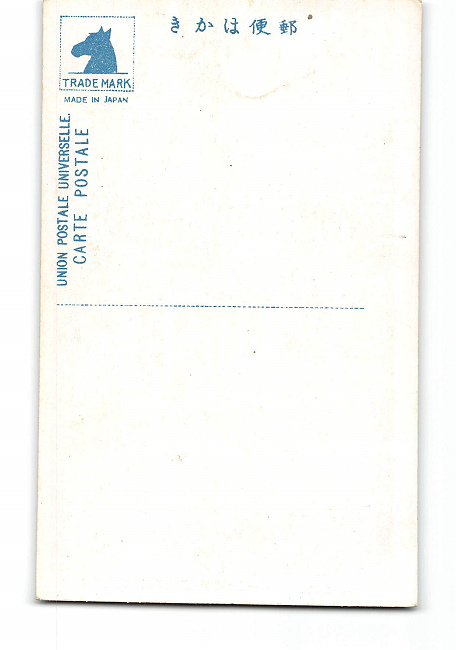 きかは便郵
TRADE MARK
MADE IN JAPAN
UNION POSTALE UNIVERSELLE.
CARTE POSTALE